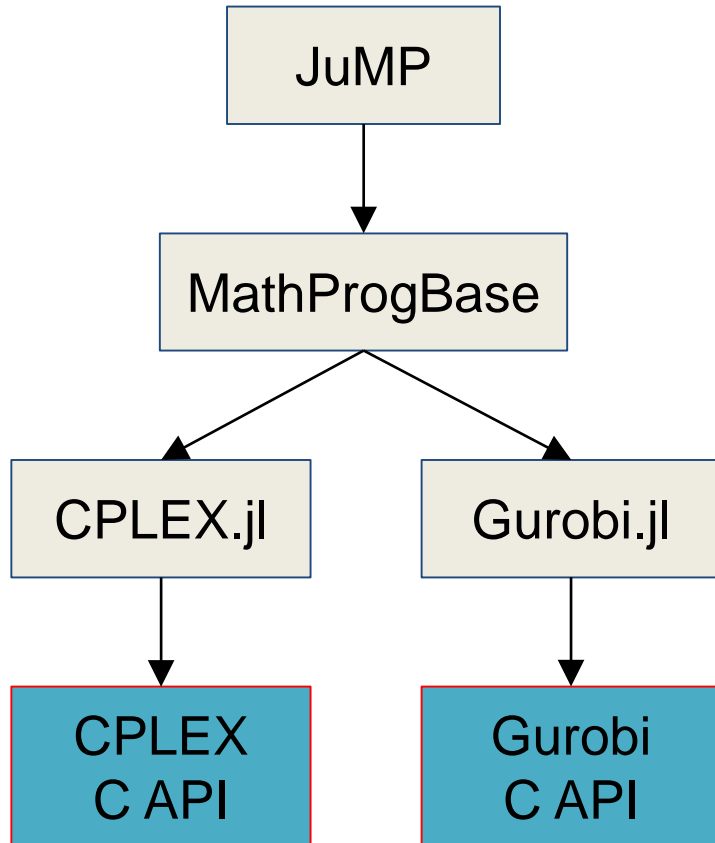 JuMP
MathProgBase
CPLEX.jl
Gurobi.jl
CPLEX
C API
Gurobi
C API